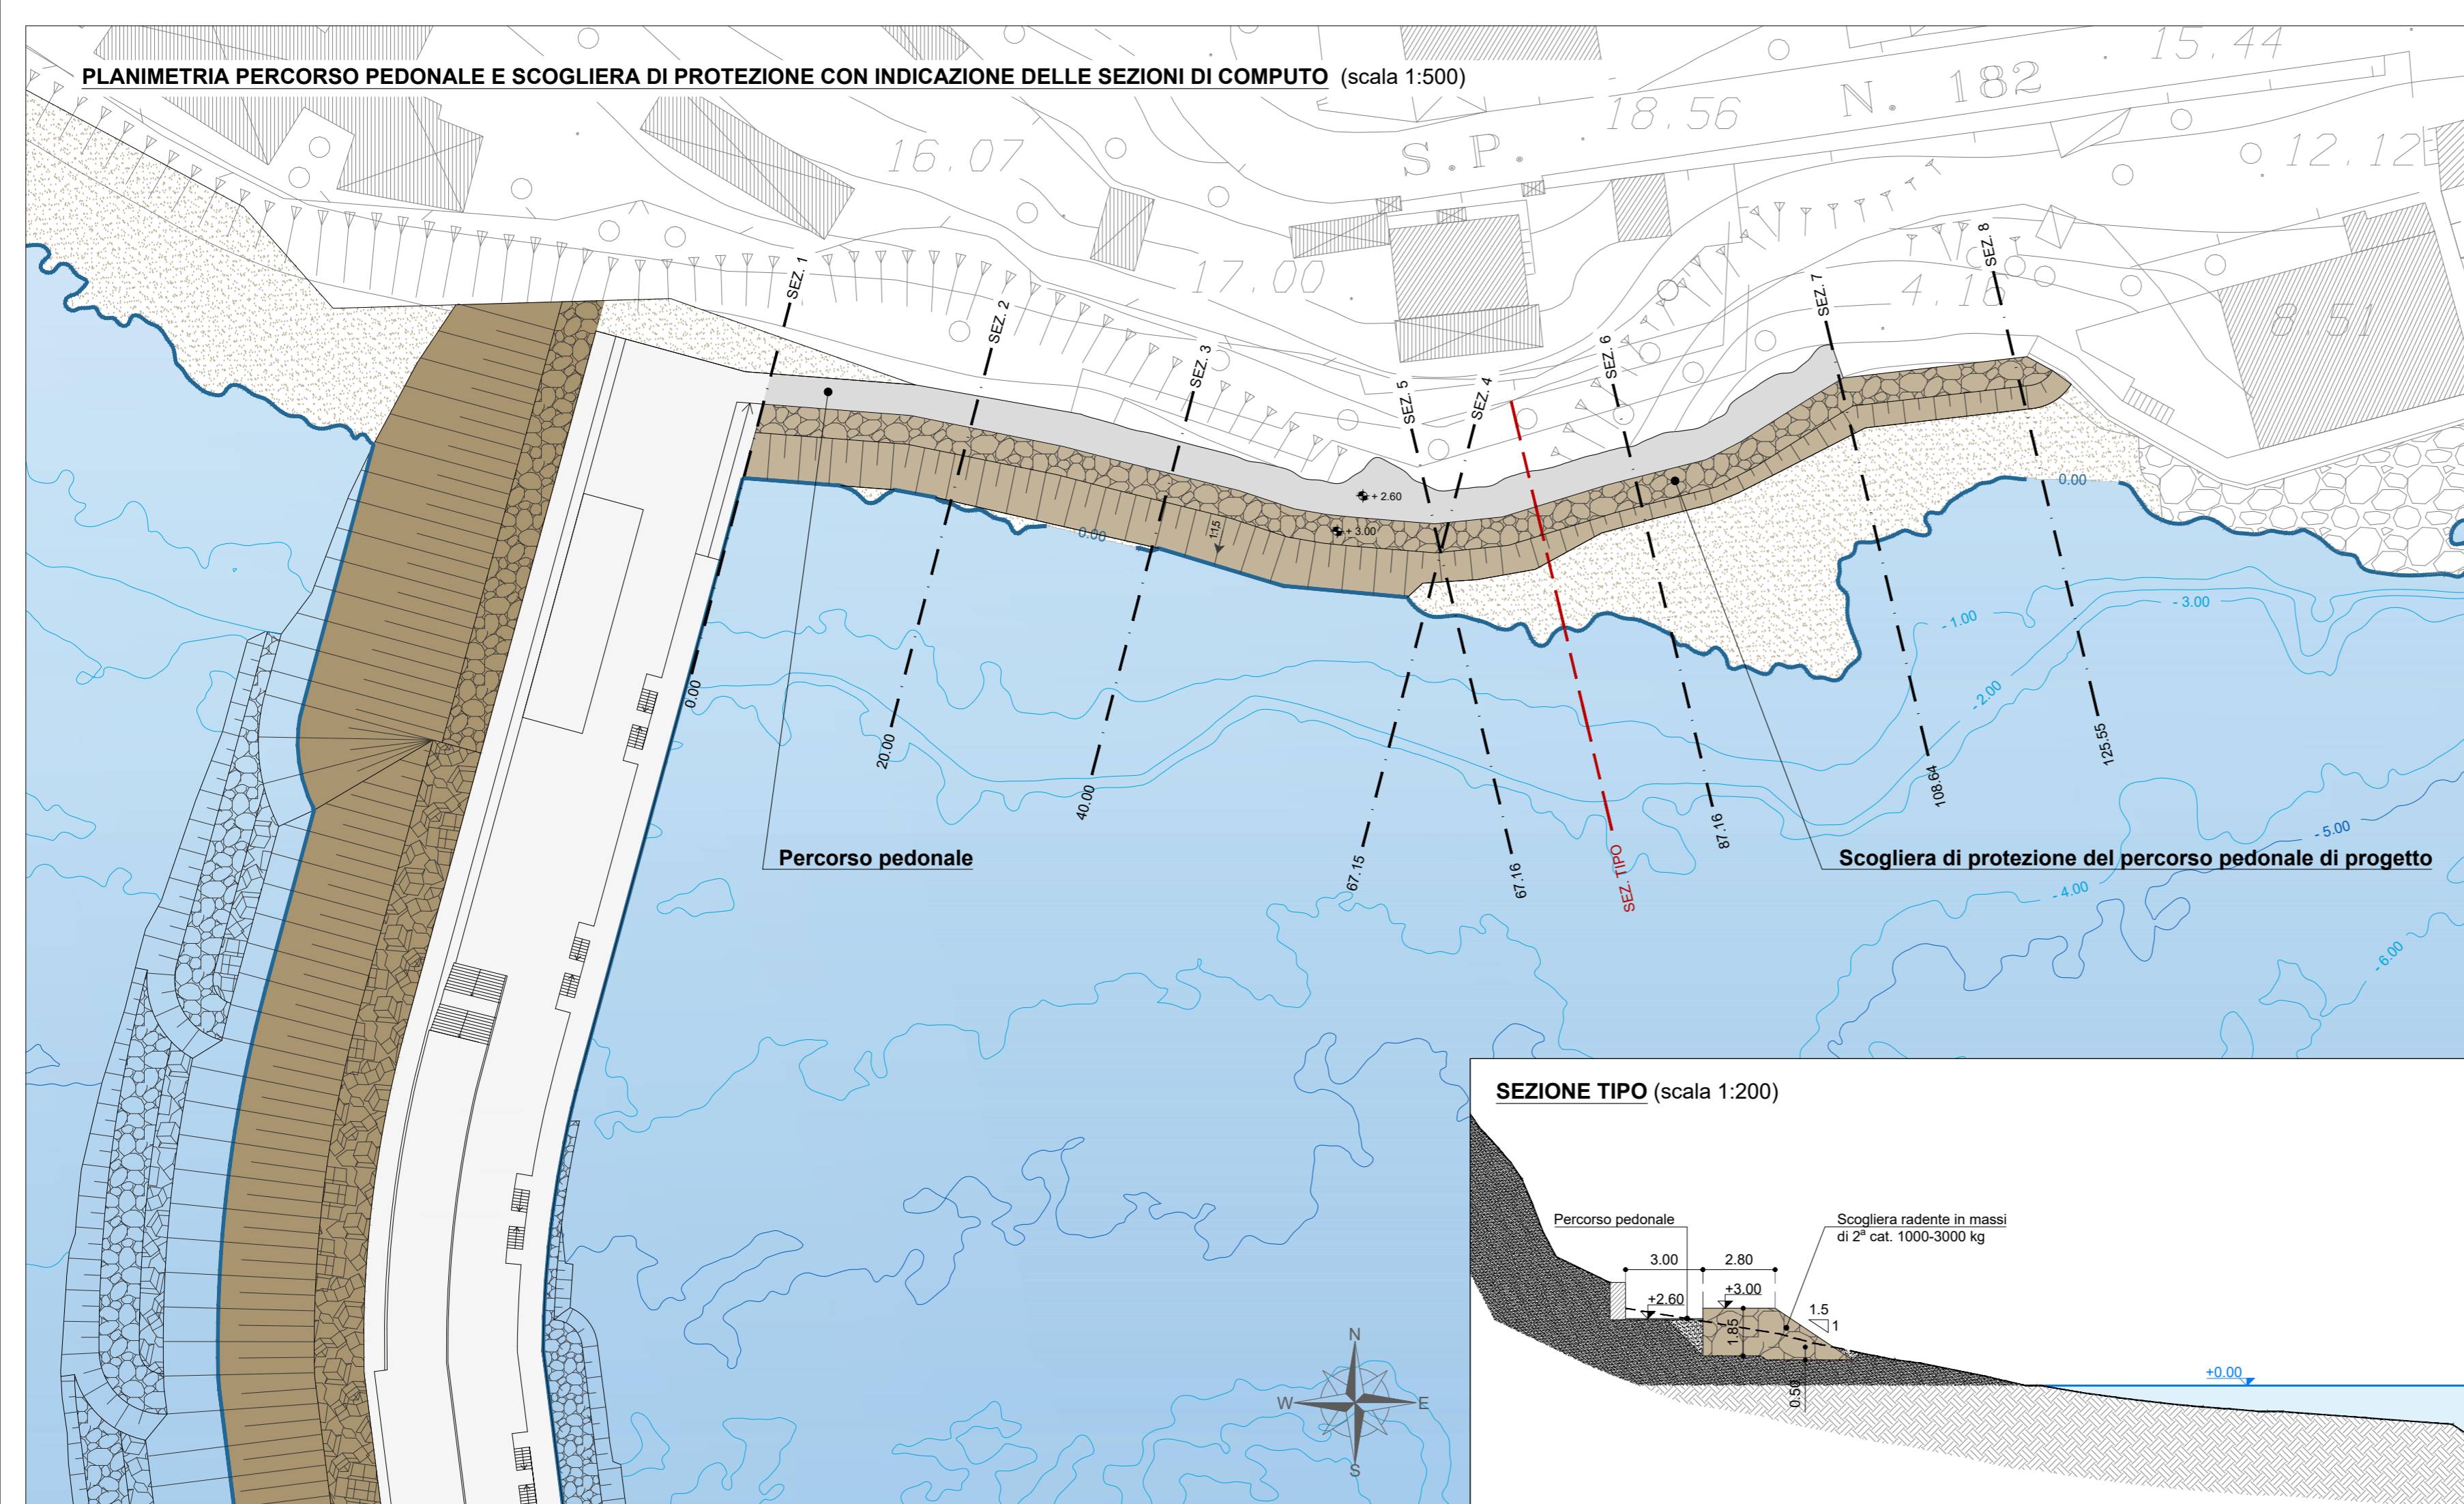 PLANIMETRIA PERCORSO PEDONALE E SCOGLIERA DI PROTEZIONE CON INDICAZIONE DELLE SEZIONI DI COMPUTO (scala 1:500)
15.44
N. 182
18.56
S.P.
16.07
12.12
17.00
4.16
8 51
SEZ. 1
SEZ. 2
SEZ. 3
SEZ. 5
SEZ. 4
SEZ. 6
SEZ. 7
SEZ. 8
+ 2.60
+ 3.00
1:1.5
0.00
0.00
- 1.00
- 2.00
- 3.00
- 4.00
- 5.00
- 6.00
0.00
20.00
40.00
67.15
67.16
SEZ. TIPO
87.16
108.64
125.55
Percorso pedonale
Scogliera di protezione del percorso pedonale di progetto
N
W
E
S
SEZIONE TIPO (scala 1:200)
Percorso pedonale
Scogliera radente in massi
di 2ª cat. 1000-3000 kg
3.00
2.80
+2.60
+3.00
1.5
1
1.85
0.50
+0.00